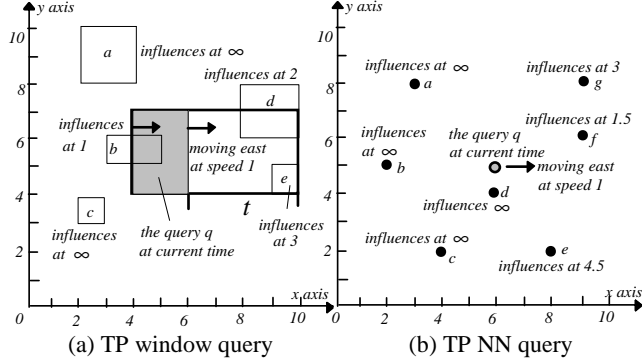 y axis
10
8
6
4
2
0
a
influences at ∞
influences at 2
d
influences
at 1
b
moving east
at speed 1
e
t
c
influences
at ∞
the query q
at current time
influences
at 3
x axis
0
2
4
6
8
10
(a) TP window query
y axis
10
8
6
4
2
0
influences at ∞
a
influences at 3
g
influences at 1.5
f
influences
at ∞
b
the query q
at current time
moving east
at speed 1
d
influences ∞
influences at ∞
c
e
influences at 4.5
x axis
0
2
4
6
8
10
(b) TP NN query